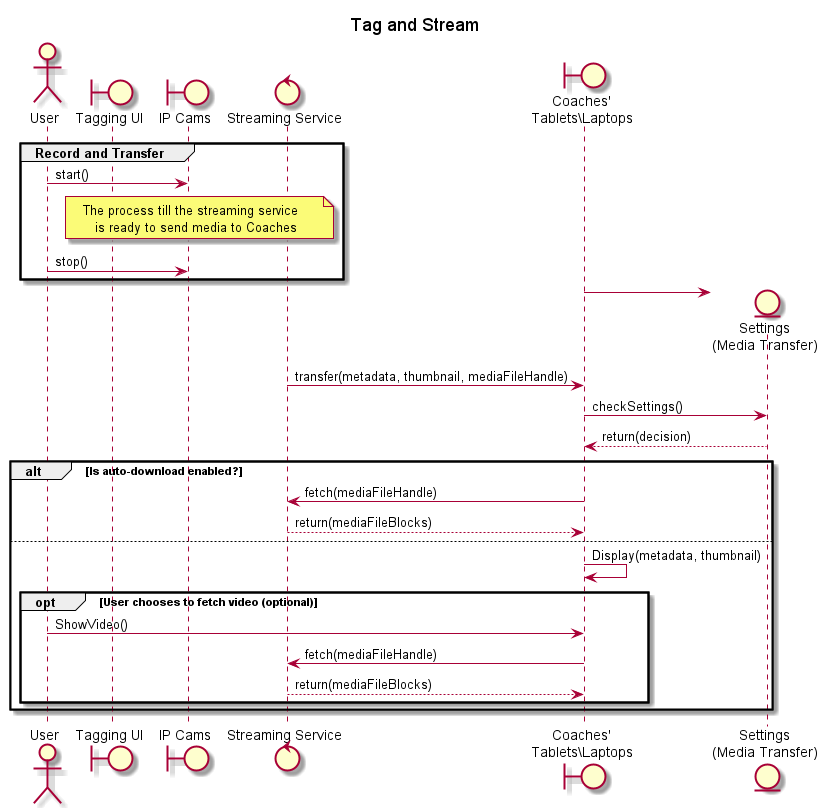 Tag and Stream
User
Tagging UI
IP Cams
Streaming Service
Coaches'
Tablets\Laptops
Record and Transfer
start()
The process till the streaming service
is ready to send media to Coaches
stop()
Settings
(Media Transfer)
transfer(metadata, thumbnail, mediaFileHandle)
checkSettings()
return(decision)
alt
[Is auto-download enabled?]
fetch(mediaFileHandle)
return(mediaFileBlocks)
Display(metadata, thumbnail)
opt
[User chooses to fetch video (optional)]
ShowVideo()
fetch(mediaFileHandle)
return(mediaFileBlocks)
User
Tagging UI
IP Cams
Streaming Service
Coaches'
Tablets\Laptops
Settings
(Media Transfer)